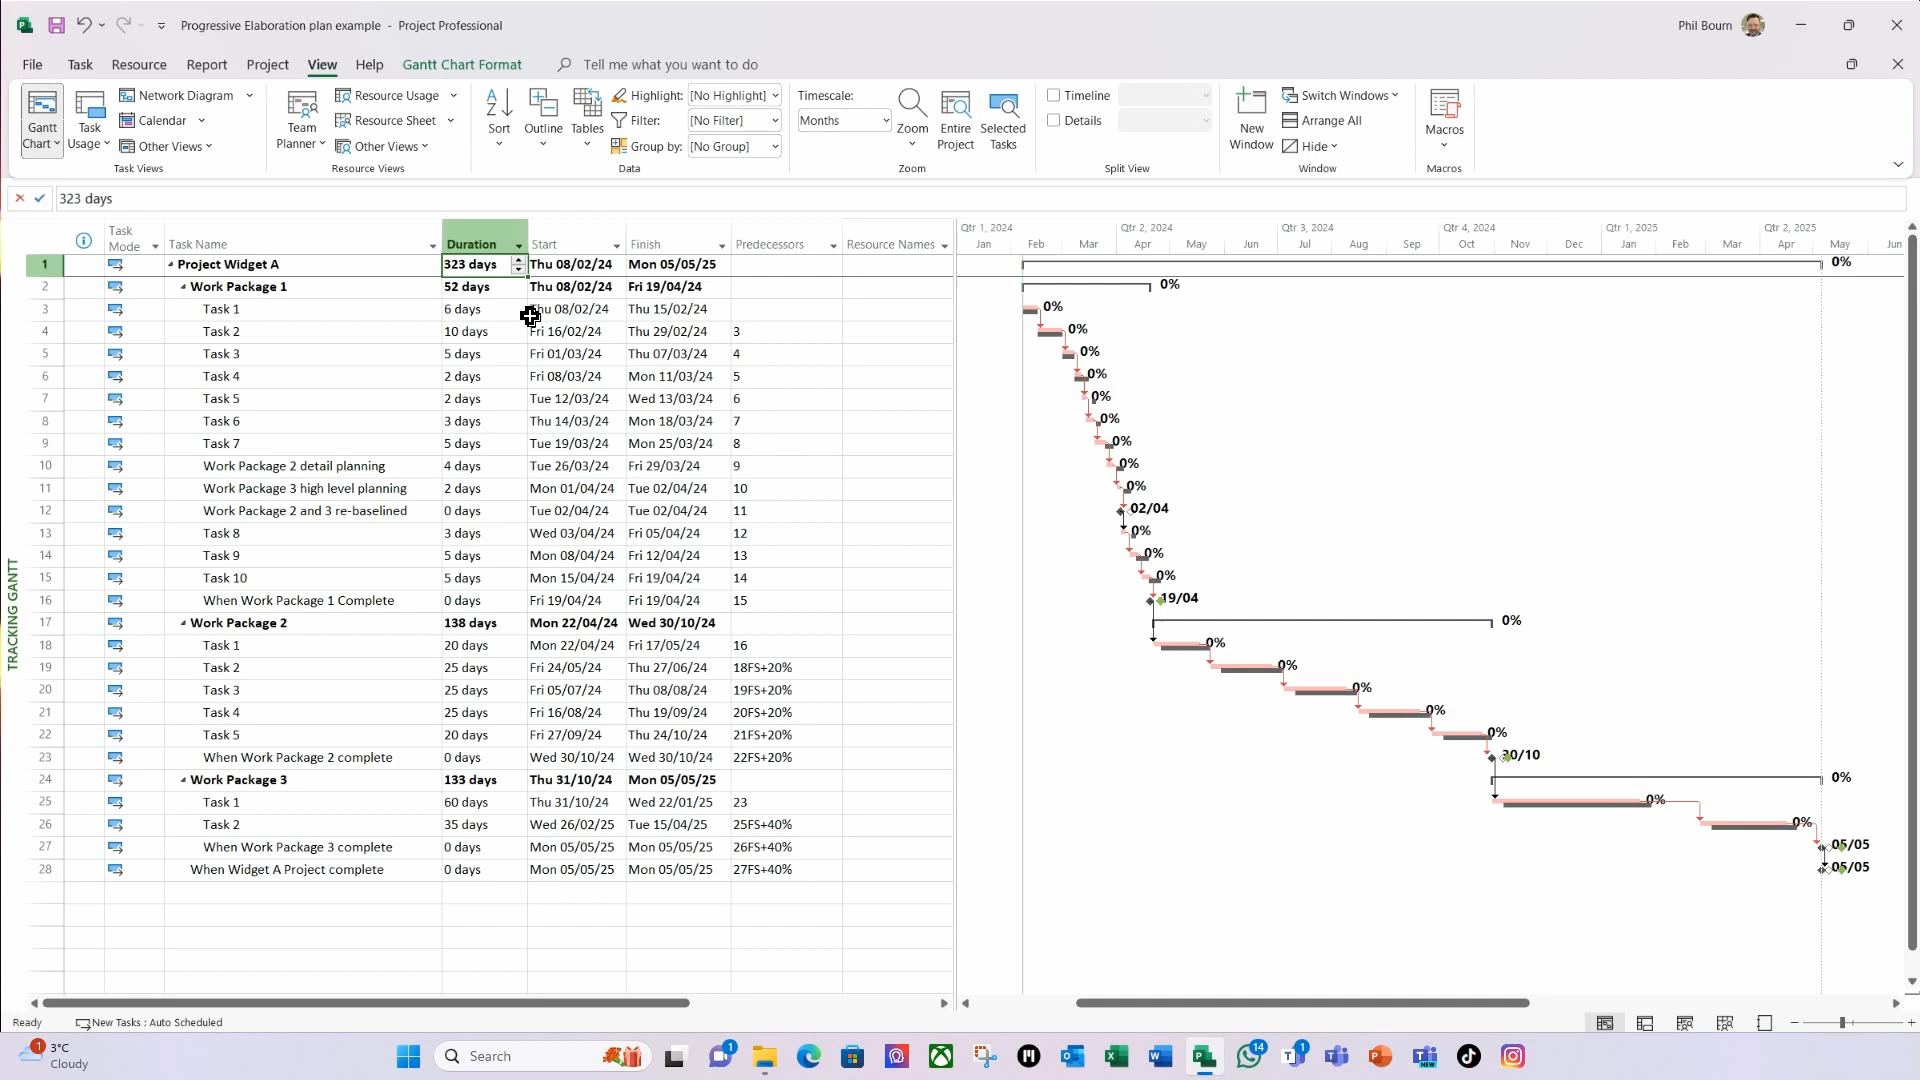 Progressive Elaboration plan example - Project Professional
Phil Bourn
File Task Resource Report Project View Help Gantt Chart Format Tell me what you want to do
Gantt Chart
Task Usage
Network Diagram
Calendar
Other Views
Task Views
Team Planner
Resource Usage
Resource Sheet
Other Views
Resource Views
Sort
Outline
Tables
Highlight: [No Highlight]
Filter: [No Filter]
Group by: [No Group]
Data
Timescale:
Months
Zoom
Entire Project
Selected Tasks
Zoom
Timeline
Details
Split View
New Window
Switch Windows
Arrange All
Hide
Window
Macros
Macros
323 days
Task Mode Task Name Duration Start Finish Predecessors Resource Names
1 Project Widget A 323 days Thu 08/02/24 Mon 05/05/25
2 Work Package 1 52 days Thu 08/02/24 Fri 19/04/24
3 Task 1 6 days Thu 08/02/24 Thu 15/02/24
4 Task 2 10 days Fri 16/02/24 Thu 29/02/24 3
5 Task 3 5 days Fri 01/03/24 Thu 07/03/24 4
6 Task 4 2 days Fri 08/03/24 Mon 11/03/24 5
7 Task 5 2 days Tue 12/03/24 Wed 13/03/24 6
8 Task 6 3 days Thu 14/03/24 Mon 18/03/24 7
9 Task 7 5 days Tue 19/03/24 Mon 25/03/24 8
10 Work Package 2 detail planning 4 days Tue 26/03/24 Fri 29/03/24 9
11 Work Package 3 high level planning 2 days Mon 01/04/24 Tue 02/04/24 10
12 Work Package 2 and 3 re-baselined 0 days Tue 02/04/24 Tue 02/04/24 11
13 Task 8 3 days Wed 03/04/24 Fri 05/04/24 12
14 Task 9 5 days Mon 08/04/24 Fri 12/04/24 13
15 Task 10 5 days Mon 15/04/24 Fri 19/04/24 14
16 When Work Package 1 Complete 0 days Fri 19/04/24 Fri 19/04/24 15
17 Work Package 2 138 days Mon 22/04/24 Wed 30/10/24
18 Task 1 20 days Mon 22/04/24 Fri 17/05/24 16
19 Task 2 25 days Fri 24/05/24 Thu 27/06/24 18FS+20%
20 Task 3 25 days Fri 05/07/24 Thu 08/08/24 19FS+20%
21 Task 4 25 days Fri 16/08/24 Thu 19/09/24 20FS+20%
22 Task 5 20 days Fri 27/09/24 Thu 24/10/24 21FS+20%
23 When Work Package 2 complete 0 days Wed 30/10/24 Wed 30/10/24 22FS+20%
24 Work Package 3 133 days Thu 31/10/24 Mon 05/05/25
25 Task 1 60 days Thu 31/10/24 Wed 22/01/25 23
26 Task 2 35 days Wed 26/02/25 Tue 15/04/25 25FS+40%
27 When Work Package 3 complete 0 days Mon 05/05/25 Mon 05/05/25 26FS+40%
28 When Widget A Project complete 0 days Mon 05/05/25 Mon 05/05/25 27FS+40%
TRACKING GANTT
Qtr 1, 2024 Qtr 2, 2024 Qtr 3, 2024 Qtr 4, 2024 Qtr 1, 2025 Qtr 2, 2025
Jan Feb Mar Apr May Jun Jul Aug Sep Oct Nov Dec Jan Feb Mar Apr May Jun
0%
0%
0%
0%
0%
0%
0%
0%
0%
0%
0%
02/04
0%
0%
0%
19/04
0%
0%
0%
0%
0%
0%
30/10
0%
0%
0%
05/05
05/05
Ready New Tasks : Auto Scheduled
1 3°C
Cloudy
Search
1
14
1
NEW